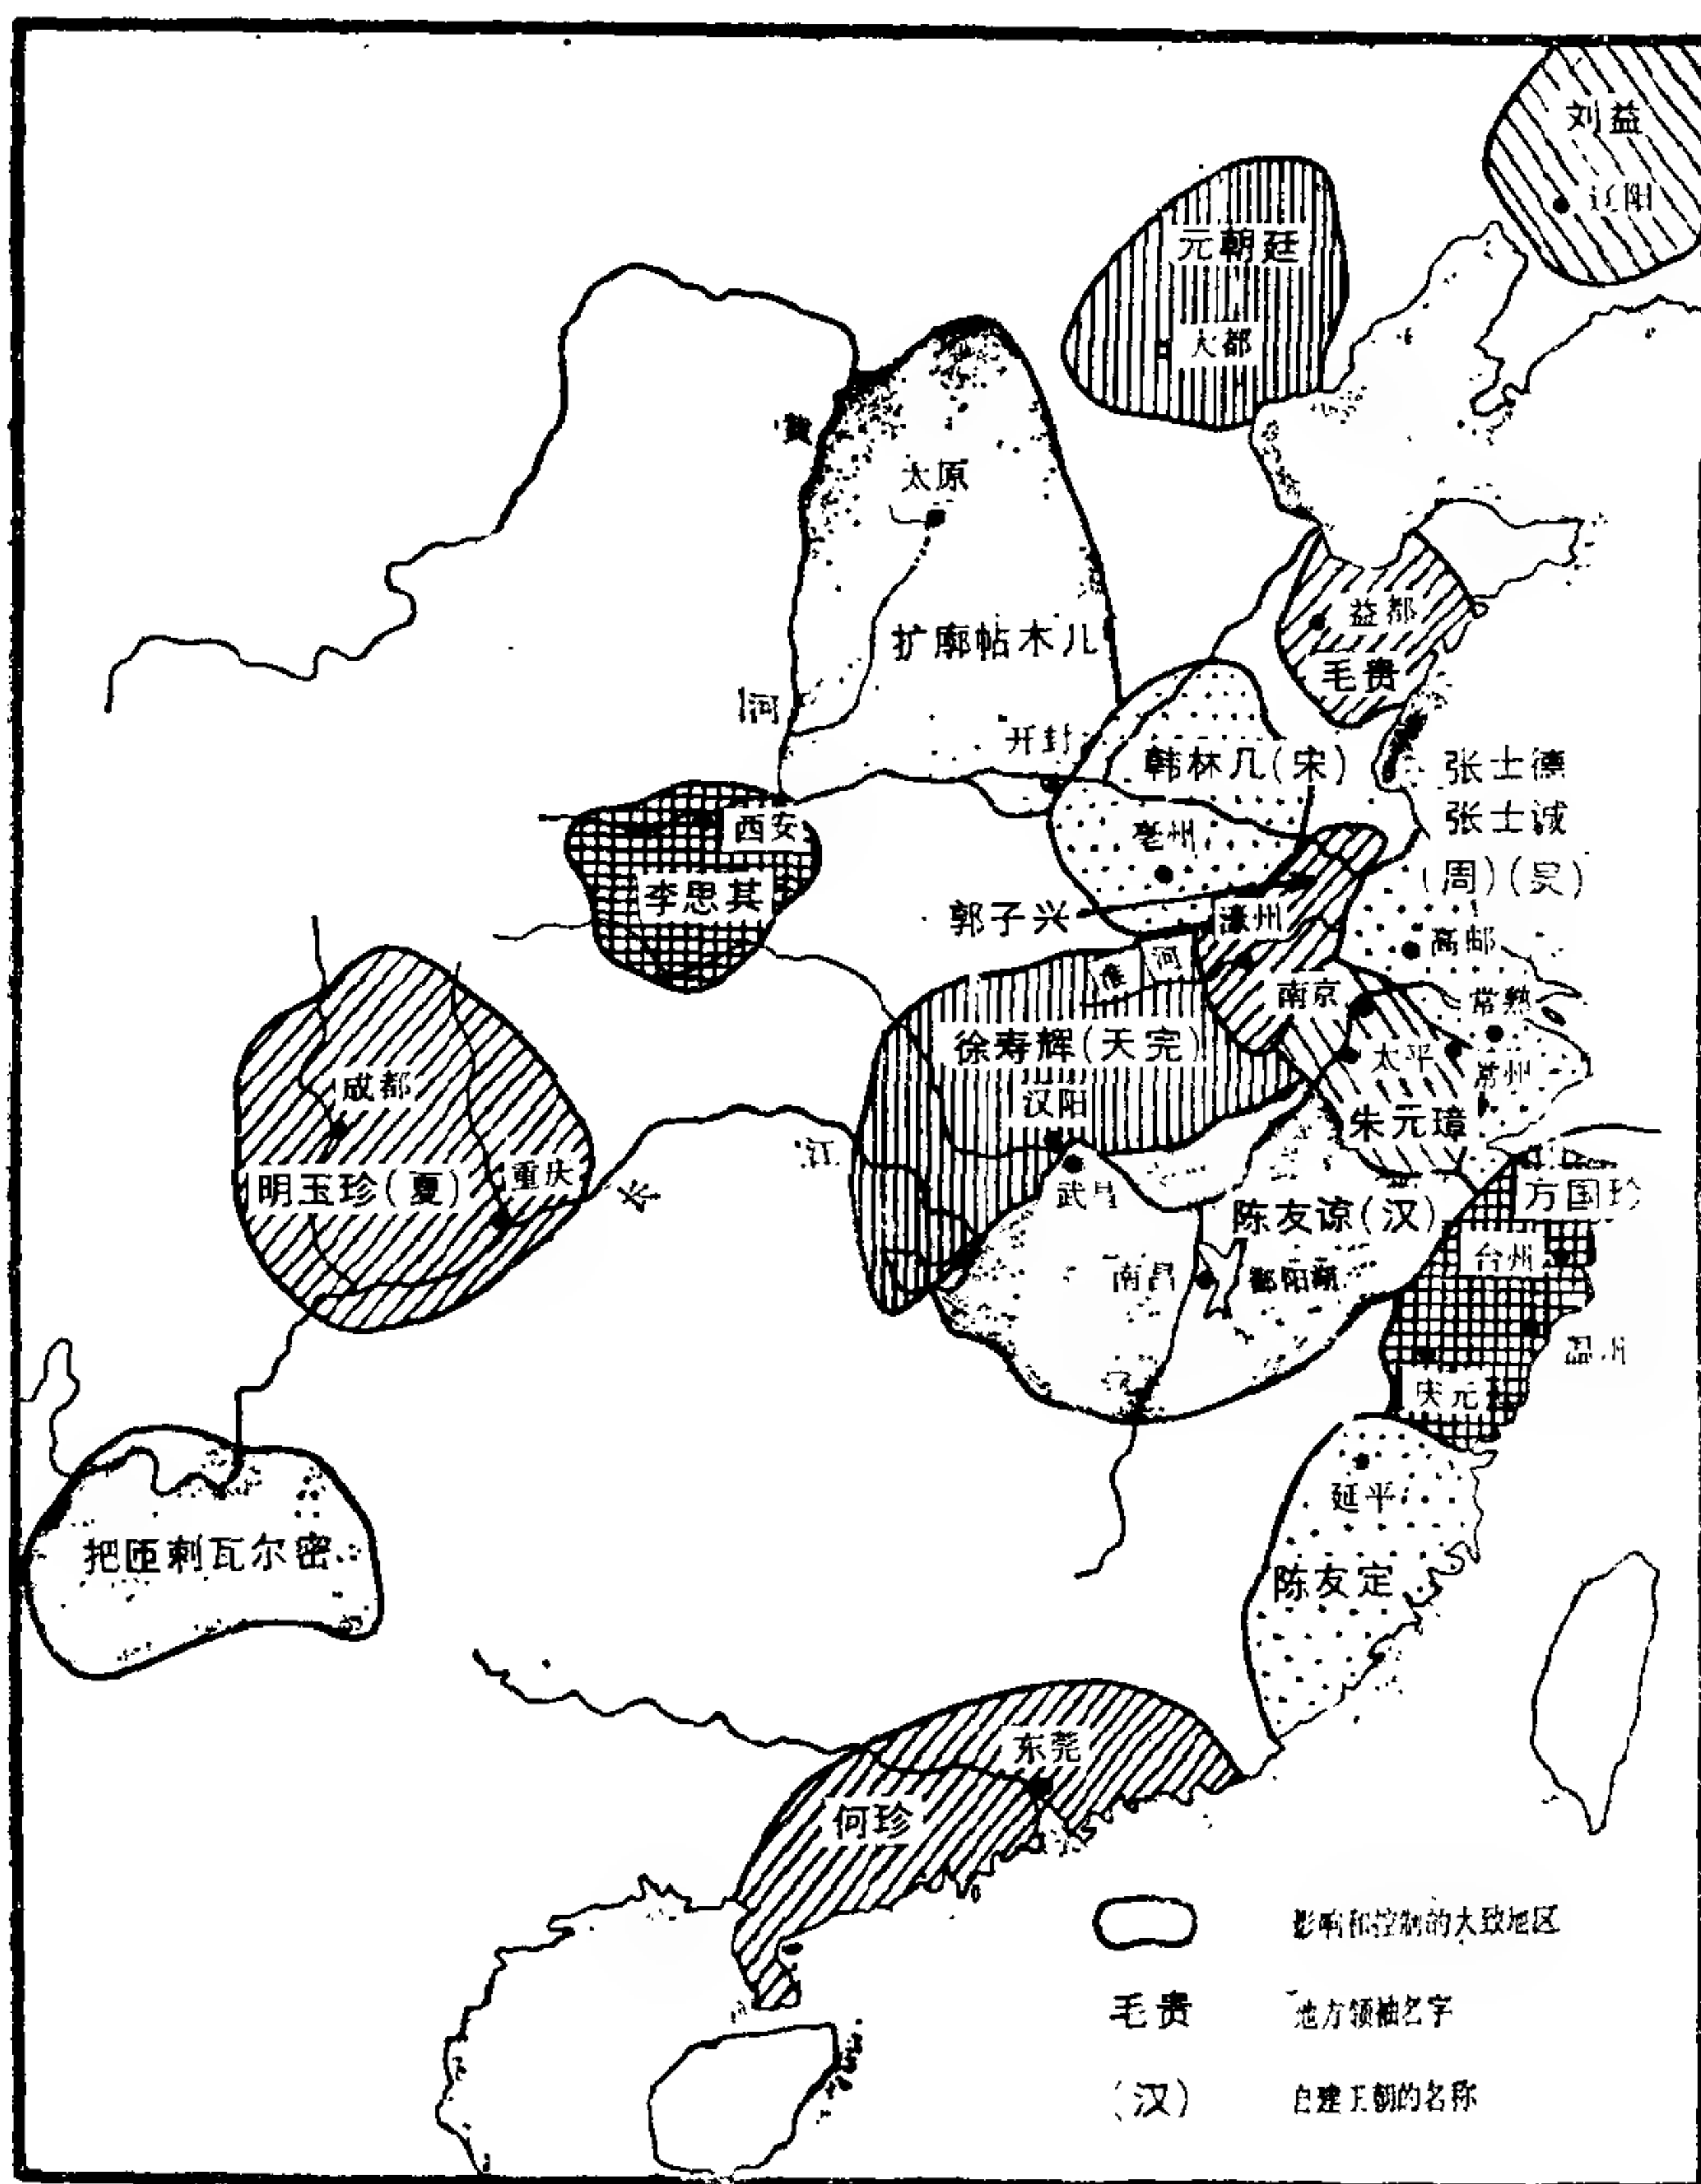 刘益
辽阳
元朝廷
大都
黄
太原
益都
扩廓帖木儿
毛贵
河
开封
韩林几(宋)
张士德
张士诚
西安
亳州
李思其
(周)(吴)
郭子兴
濠州
高邮
淮
河
南京
常熟
徐寿辉(天完)
太平
常州
成都
汉阳
朱元璋
江
重庆
明玉珍(夏)
长
武昌
陈友谅(汉)
方国珍
台州
南昌
鄱阳湖
温州
庆元
延平
把匝剌瓦尔密
陈友定
东莞
何珍
影响和控制的大致地区
毛贵
地方领袖名字
(汉)
自建王朝的名称